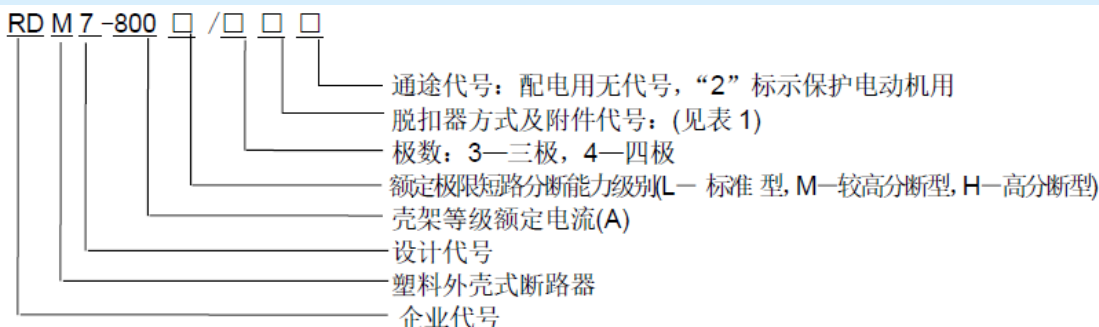 RD M 7-800 □ /□ □ □
通途代号：配电用无代号，“2”标示保护电动机用
脱扣器方式及附件代号：(见表 1)
极数：3—三极，4—四极
额定极限短路分断能力级别(L— 标准 型, M—较高分断型, H—高分断型)
壳架等级额定电流(A)
设计代号
塑料外壳式断路器
企业代号